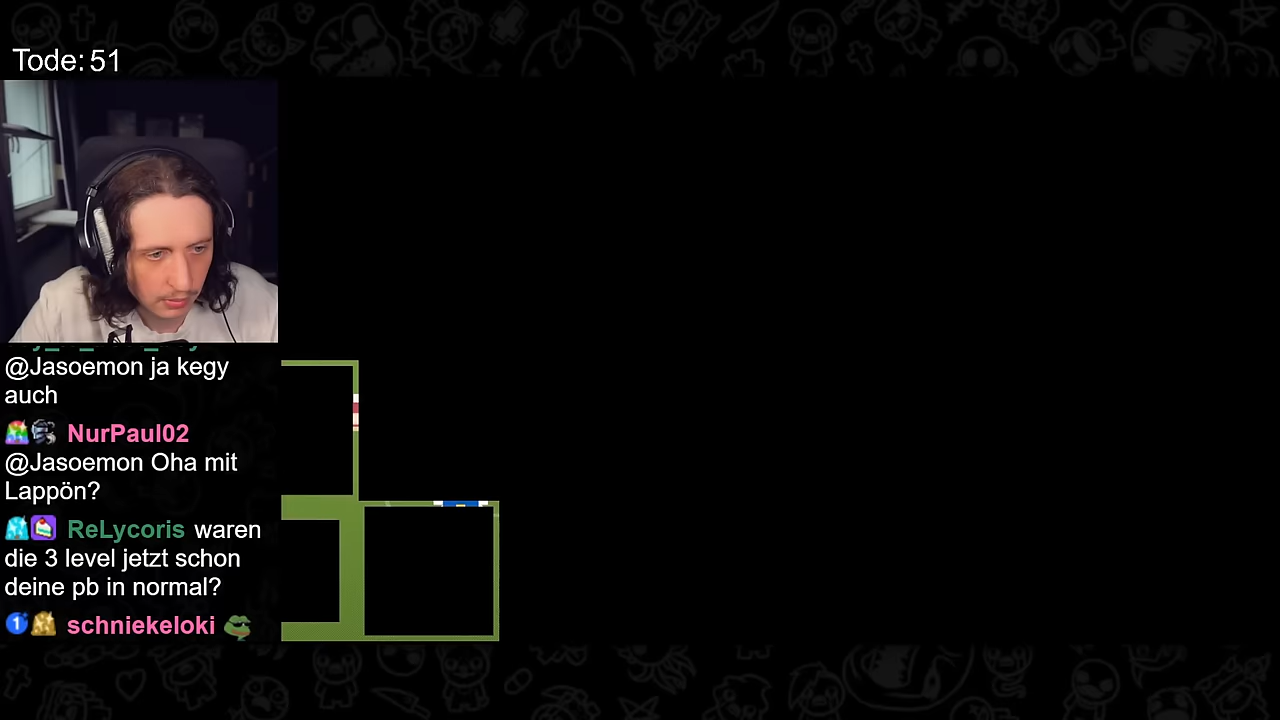 Tode: 51
@Jasoemon ja kegy
auch
NurPaul02
@Jasoemon Oha mit
Lappön?
ReLycoris waren
die 3 level jetzt schon
deine pb in normal?
schniekeloki